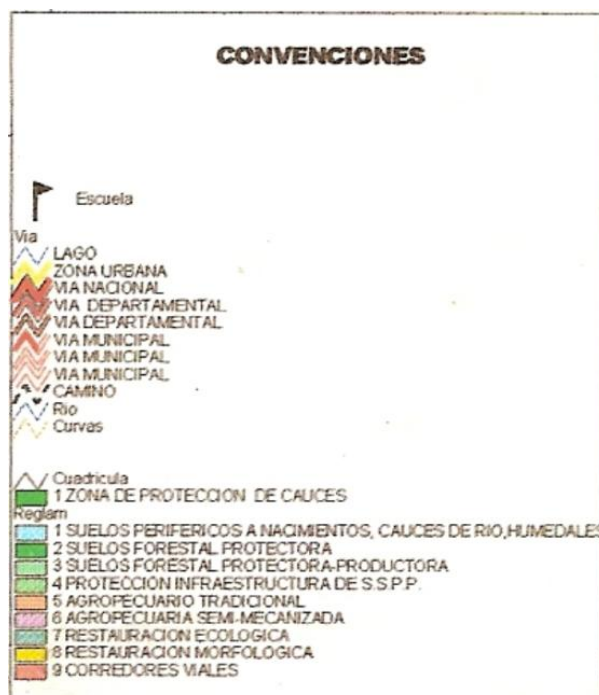 CONVENCIONES
Escuela
Via
LAGO
ZONA URBANA
VIA NACIONAL
VIA DEPARTAMENTAL
VIA DEPARTAMENTAL
VIA MUNICIPAL
VIA MUNICIPAL
VIA MUNICIPAL
CAMINO
Rio
Curvas
Cuadricula
1 ZONA DE PROTECCION DE CAUCES
Reglam
1 SUELOS PERIFERICOS A NACIMIENTOS, CAUCES DE RIO,HUMEDALES
2 SUELOS FORESTAL PROTECTORA
3 SUELOS FORESTAL PROTECTORA-PRODUCTORA
4 PROTECCION INFRAESTRUCTURA DE S.S.P.P.
5 AGROPECUARIO TRADICIONAL
6 AGROPECUARIA SEMI-MECANIZADA
7 RESTAURACION ECOLOGICA
8 RESTAURACION MORFOLOGICA
9 CORREDORES VIALES